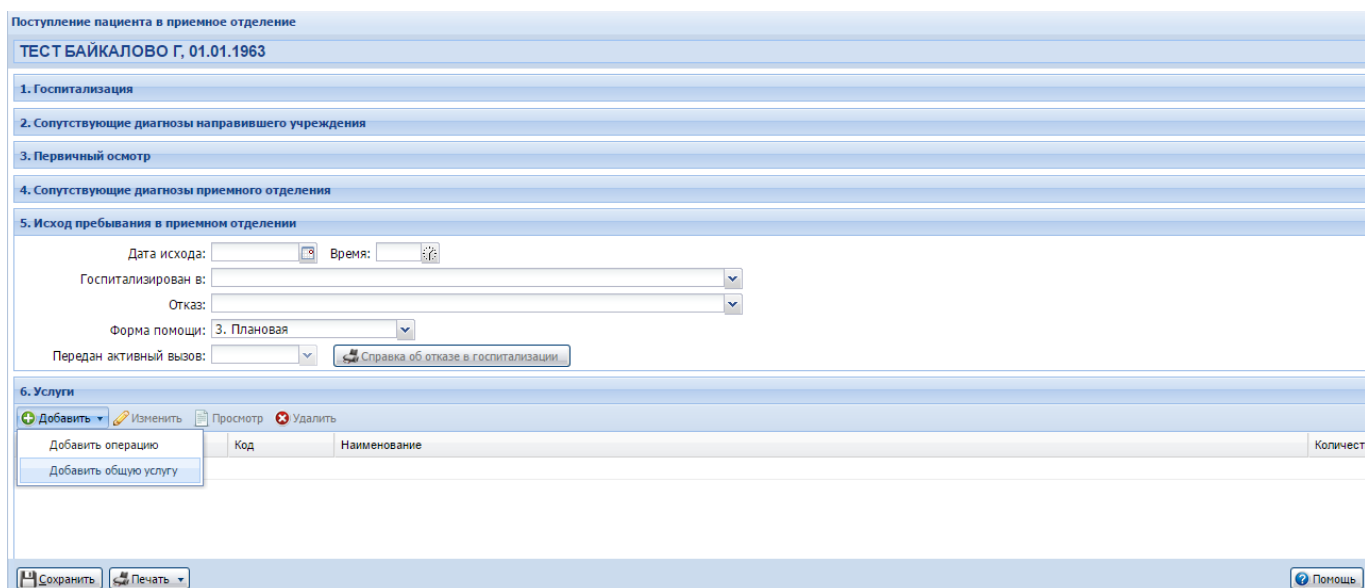 Поступление пациента в приемное отделение
ТЕСТ БАЙКАЛОВО Г, 01.01.1963
1. Госпитализация
2. Сопутствующие диагнозы направившего учреждения
3. Первичный осмотр
4. Сопутствующие диагнозы приемного отделения
5. Исход пребывания в приемном отделении
Дата исхода: Время:
Госпитализирован в:
Отказ:
Форма помощи: 3. Плановая
Передан активный вызов: Справка об отказе в госпитализации
6. Услуги
Добавить Изменить Просмотр Удалить
Добавить операцию Код Наименование Количест
Добавить общую услугу
Сохранить Печать Помощь